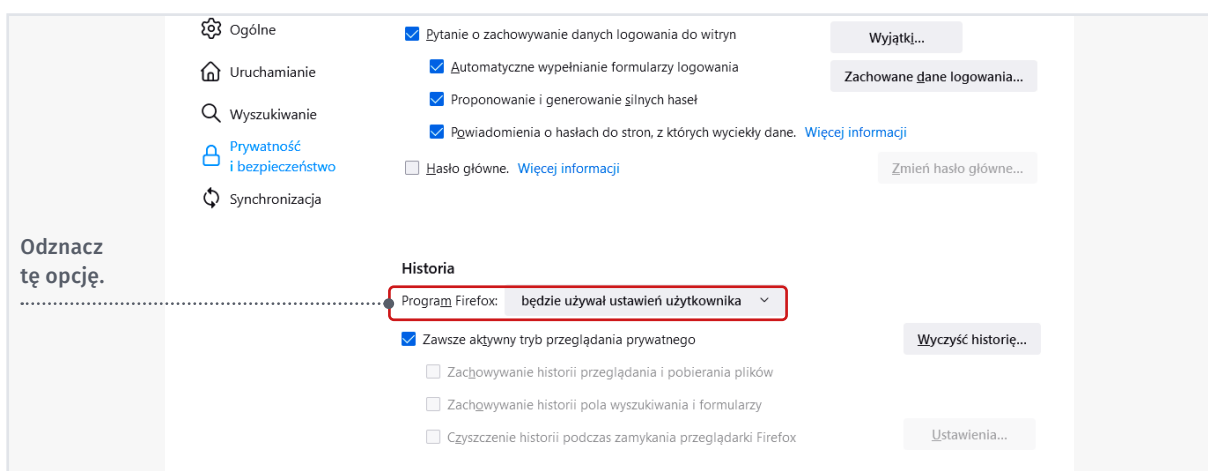 Ogólne
Uruchamianie
Wyszukiwanie
Prywatność
i bezpieczeństwo
Synchronizacja
Pytanie o zachowywanie danych logowania do witryn
Wyjątki...
Automatyczne wypełnianie formularzy logowania
Zachowane dane logowania...
Proponowanie i generowanie silnych haseł
Powiadomienia o hasłach do stron, z których wyciekły dane. Więcej informacji
Hasło główne. Więcej informacji
Zmień hasło główne...
Odznacz
tę opcję.
Historia
Program Firefox: będzie używał ustawień użytkownika
Zawsze aktywny tryb przeglądania prywatnego
Wyczyść historię...
Zachowywanie historii przeglądania i pobierania plików
Zachowywanie historii pola wyszukiwania i formularzy
Czyszczenie historii podczas zamykania przeglądarki Firefox
Ustawienia...